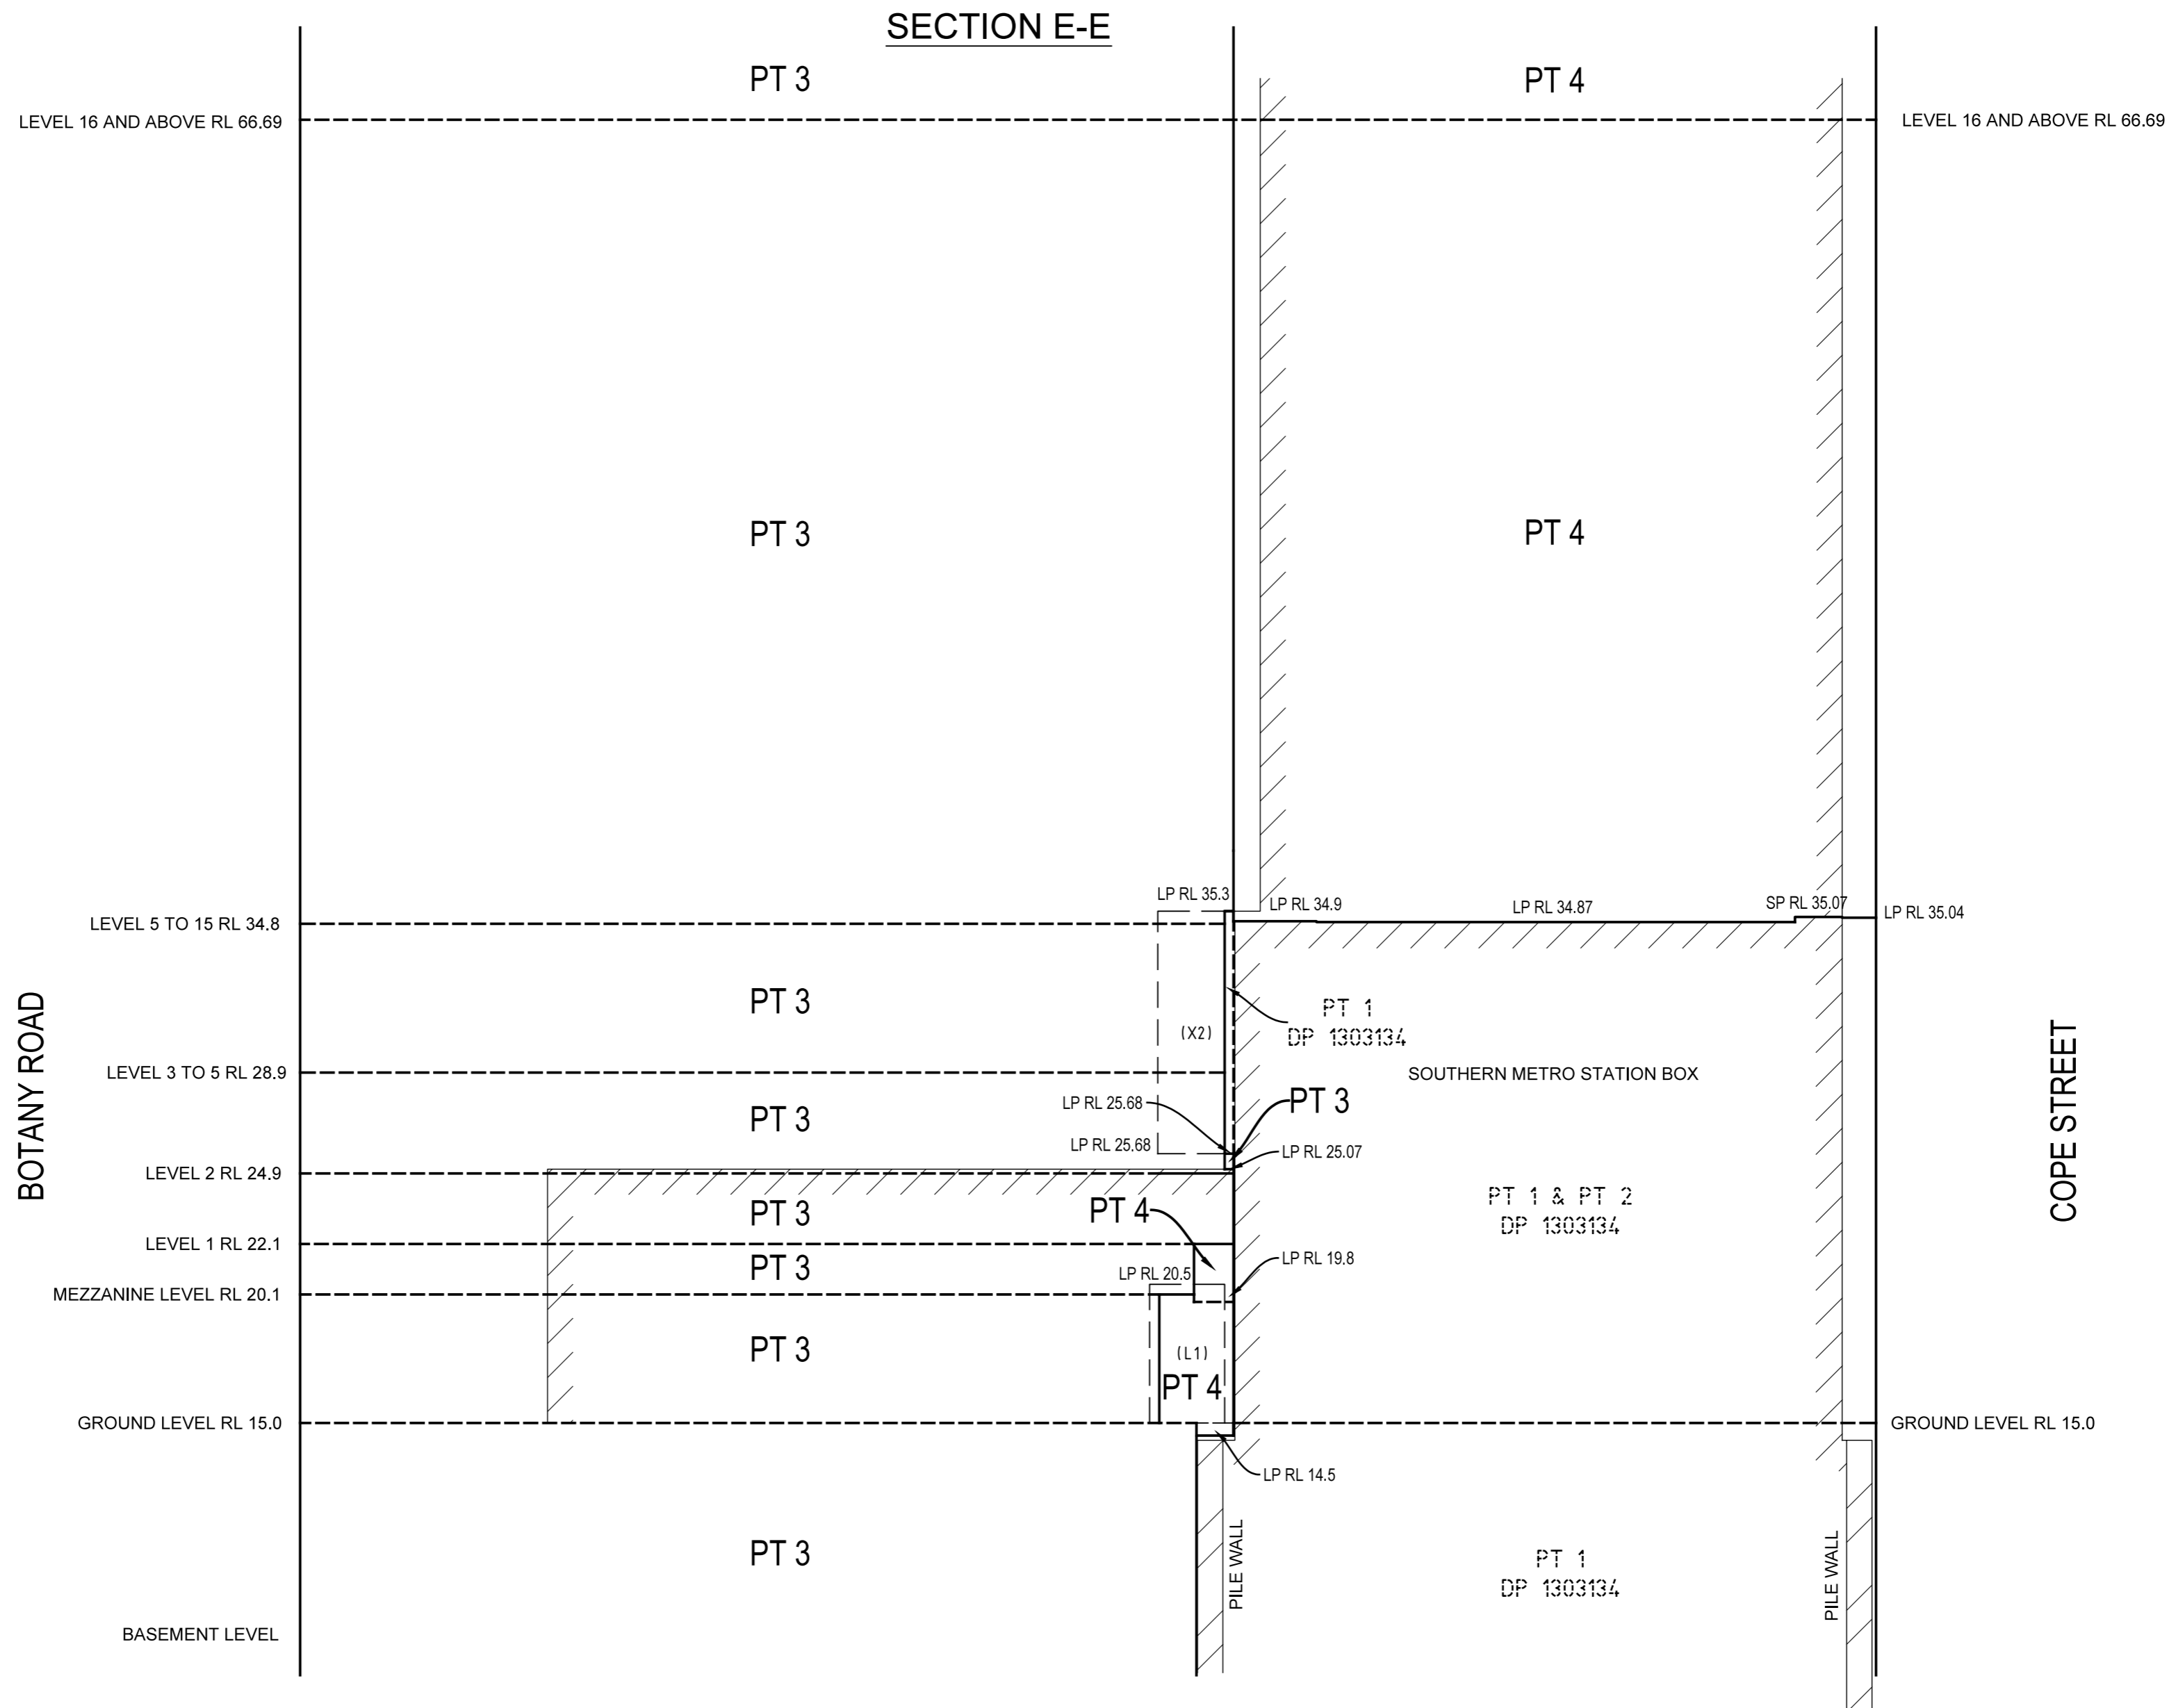 SECTION E-E
PT 3
PT 4
LEVEL 16 AND ABOVE RL 66.69
LEVEL 16 AND ABOVE RL 66.69
PT 3
PT 4
LP RL 35.3
LP RL 34.9
LP RL 34.87
SP RL 35.07
LP RL 35.04
LEVEL 5 TO 15 RL 34.8
PT 3
PT 1
DP 1303134
(X2)
BOTANY ROAD
COPE STREET
LEVEL 3 TO 5 RL 28.9
SOUTHERN METRO STATION BOX
LP RL 25.68
PT 3
PT 3
LP RL 25.68
LP RL 25.07
LEVEL 2 RL 24.9
PT 1 & PT 2
DP 1303134
PT 3
PT 4
LEVEL 1 RL 22.1
LP RL 19.8
PT 3
LP RL 20.5
MEZZANINE LEVEL RL 20.1
PT 3
(L1)
PT 4
GROUND LEVEL RL 15.0
GROUND LEVEL RL 15.0
LP RL 14.5
PILE WALL
PILE WALL
PT 3
PT 1
DP 1303134
BASEMENT LEVEL